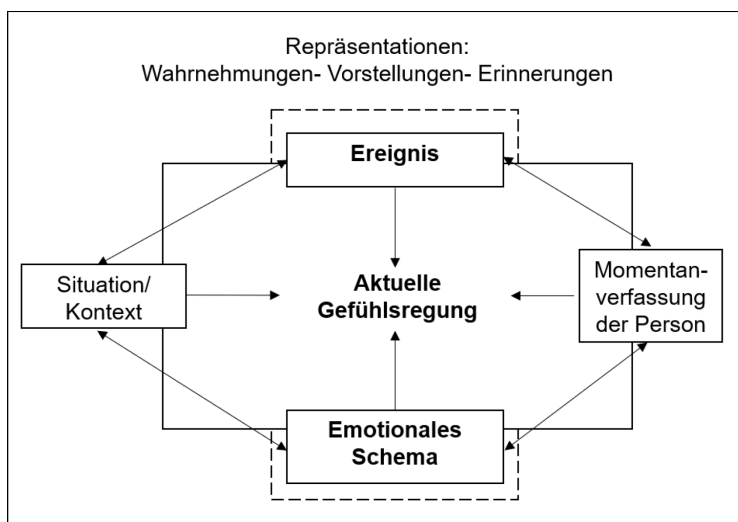 Repräsentationen:
Wahrnehmungen- Vorstellungen- Erinnerungen
Ereignis
Situation/
Kontext
Aktuelle
Gefühlsregung
Momentan-
verfassung
der Person
Emotionales
Schema